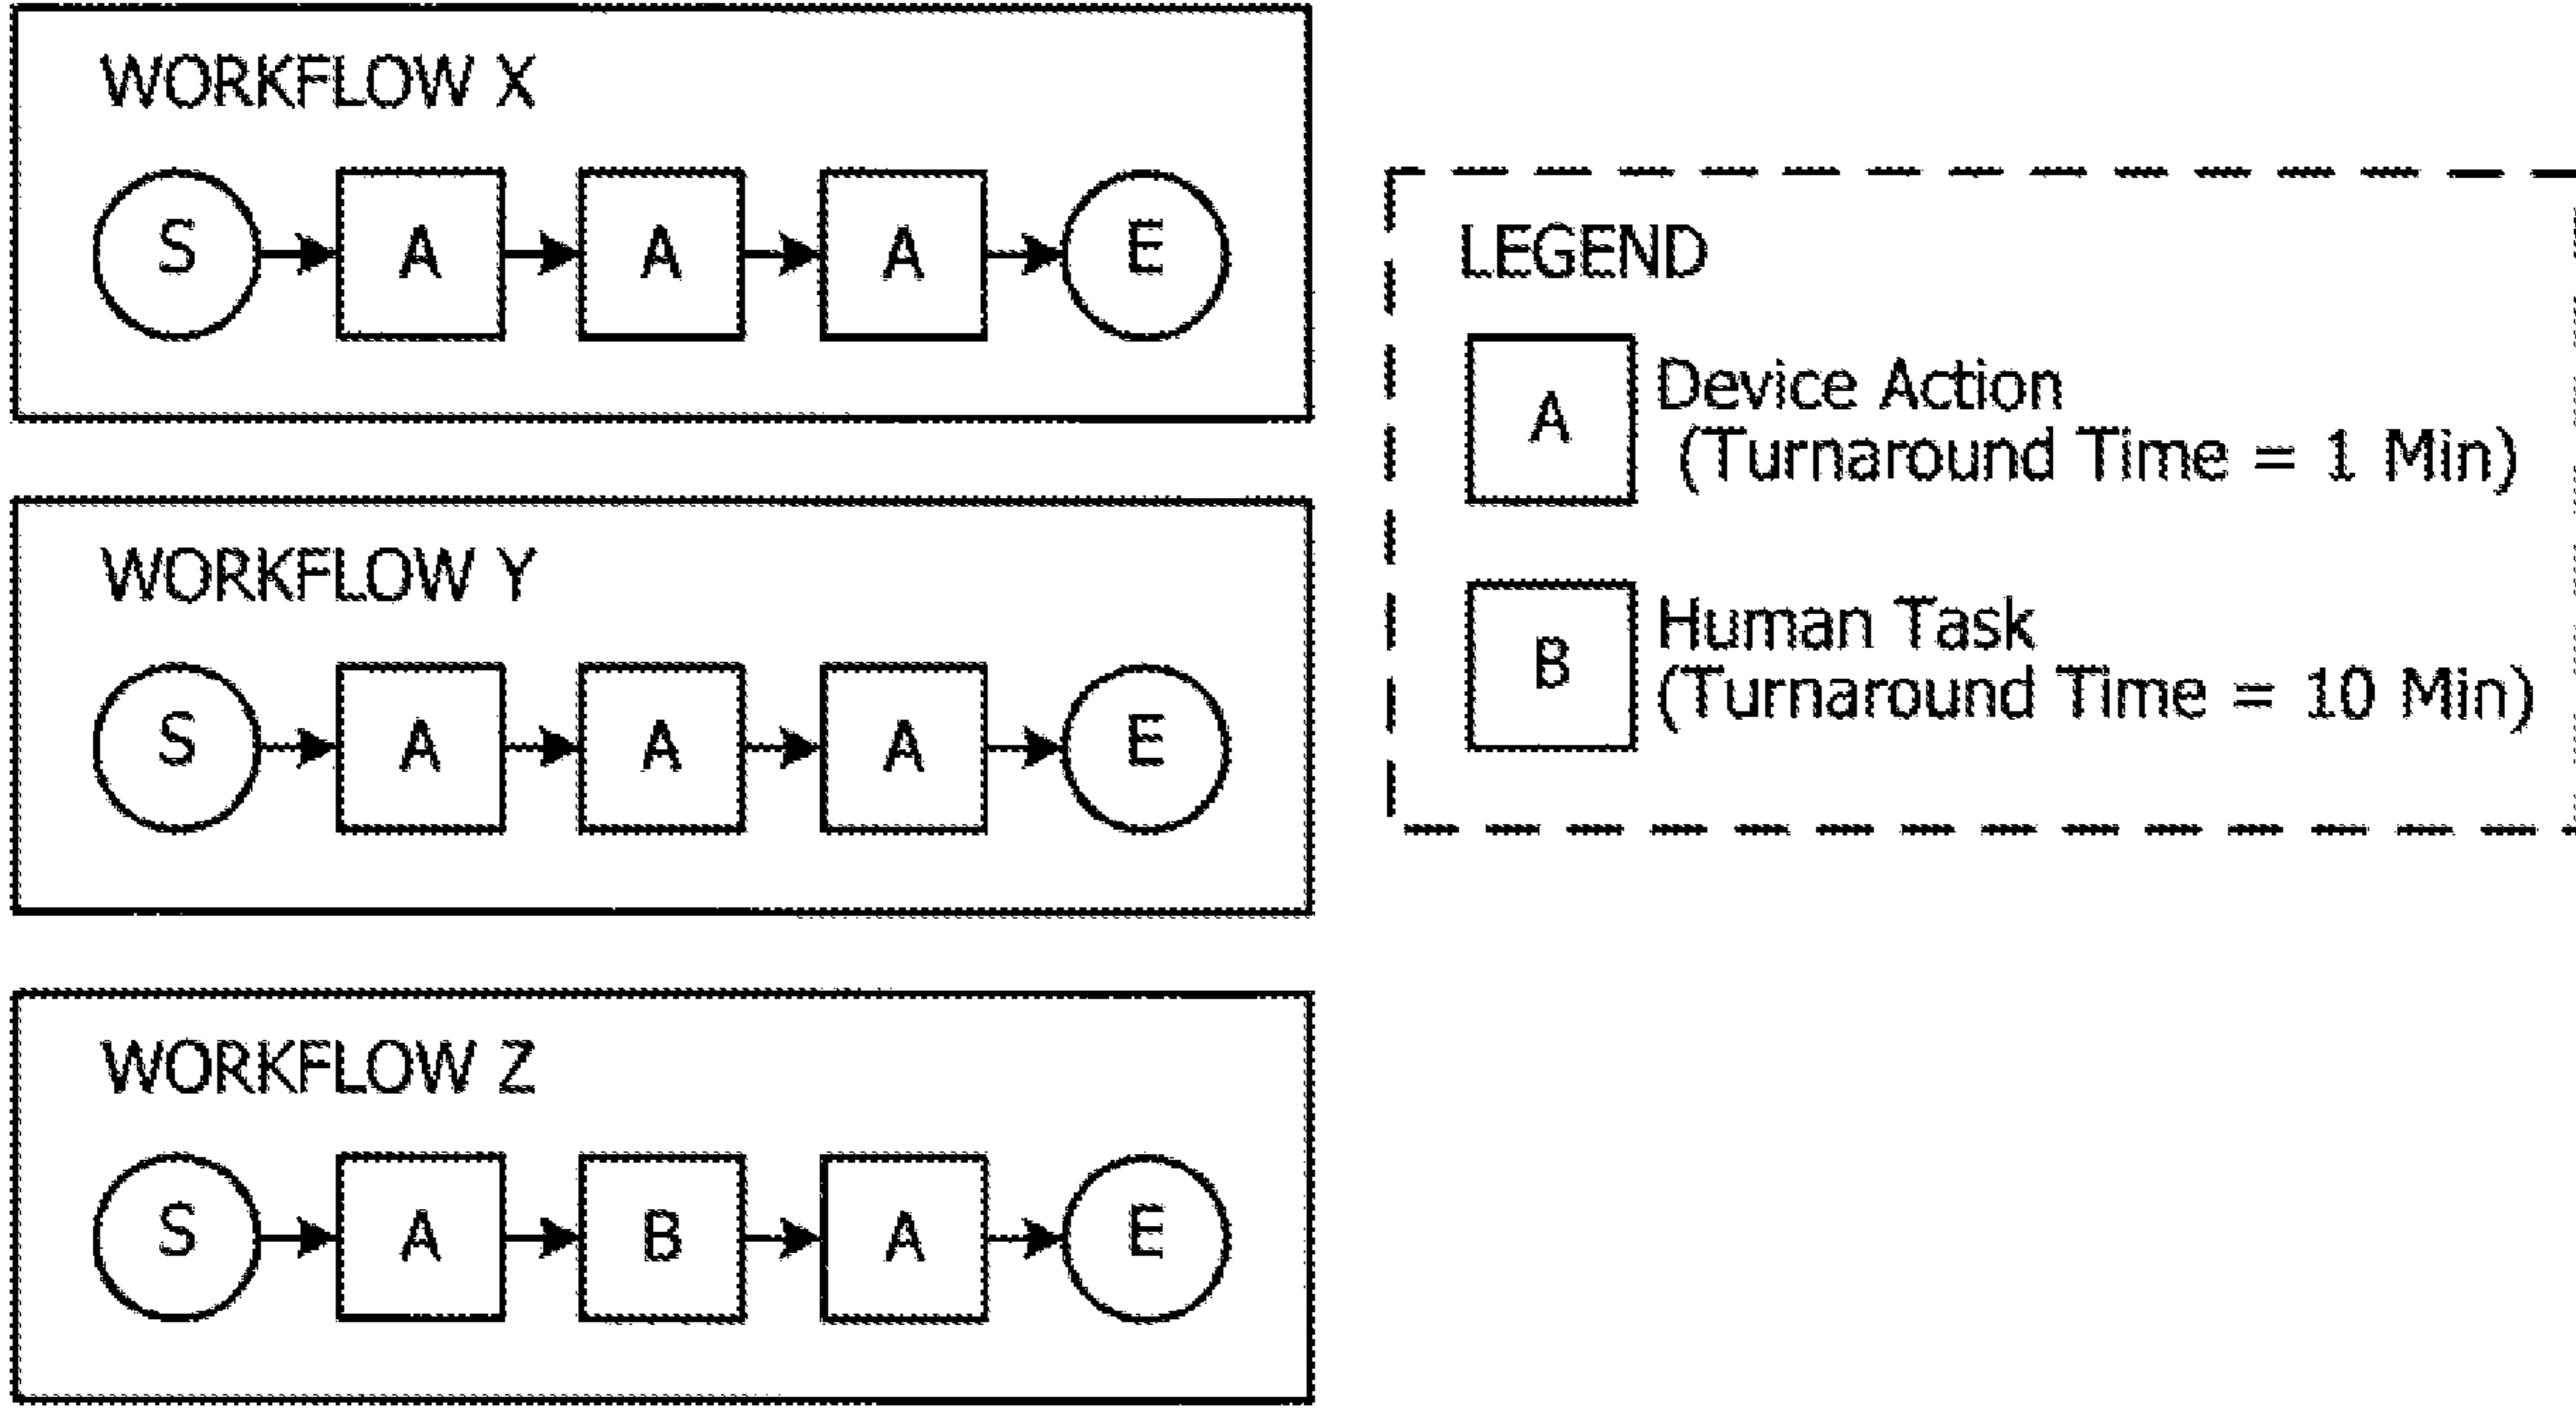 WORKFLOW X
S A A A E
WORKFLOW Y
S A A A E
WORKFLOW Z
S A B A E
LEGEND
A Device Action
(Turnaround Time = 1 Min)
B Human Task
(Turnaround Time = 10 Min)